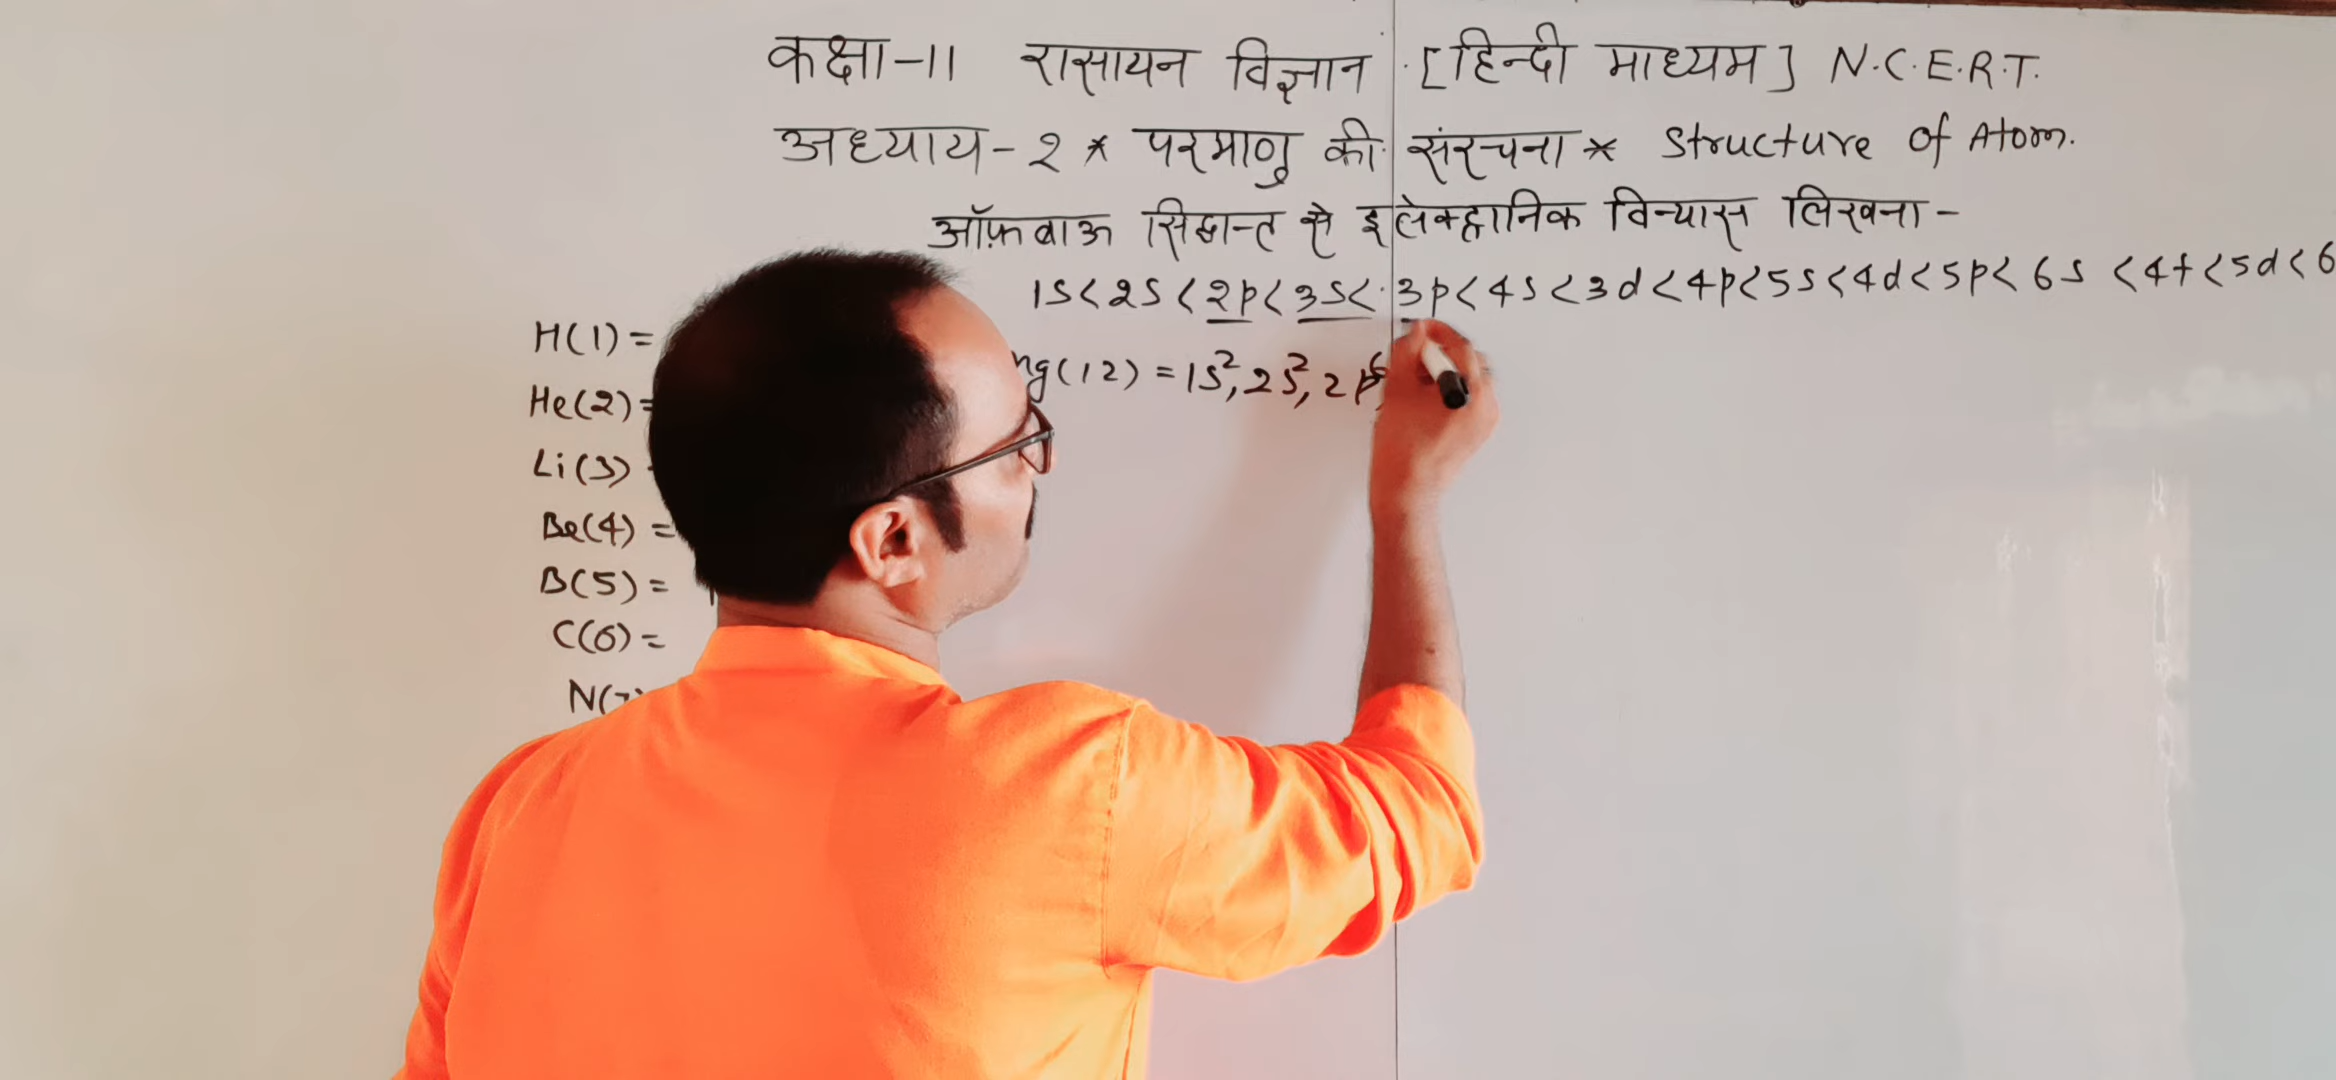 कक्षा-11 रासायन विज्ञान [हिन्दी माध्यम] N.C.E.R.T.
अध्याय-2 * परमाणु की संरचना * Structure of Atom.
ऑफ़बाऊ सिद्धान्त से इलेक्ट्रानिक विन्यास लिखना-
1s<2s<2p<3s<3p<4s<3d<4p<5s<4d<5p<6s<4f<5d<6
H(1)=
He(2)=
Li(3)
Be(4)=
B(5)=
C(6)=
N(7)
mg(12)=1s²,2s²,2p⁶,